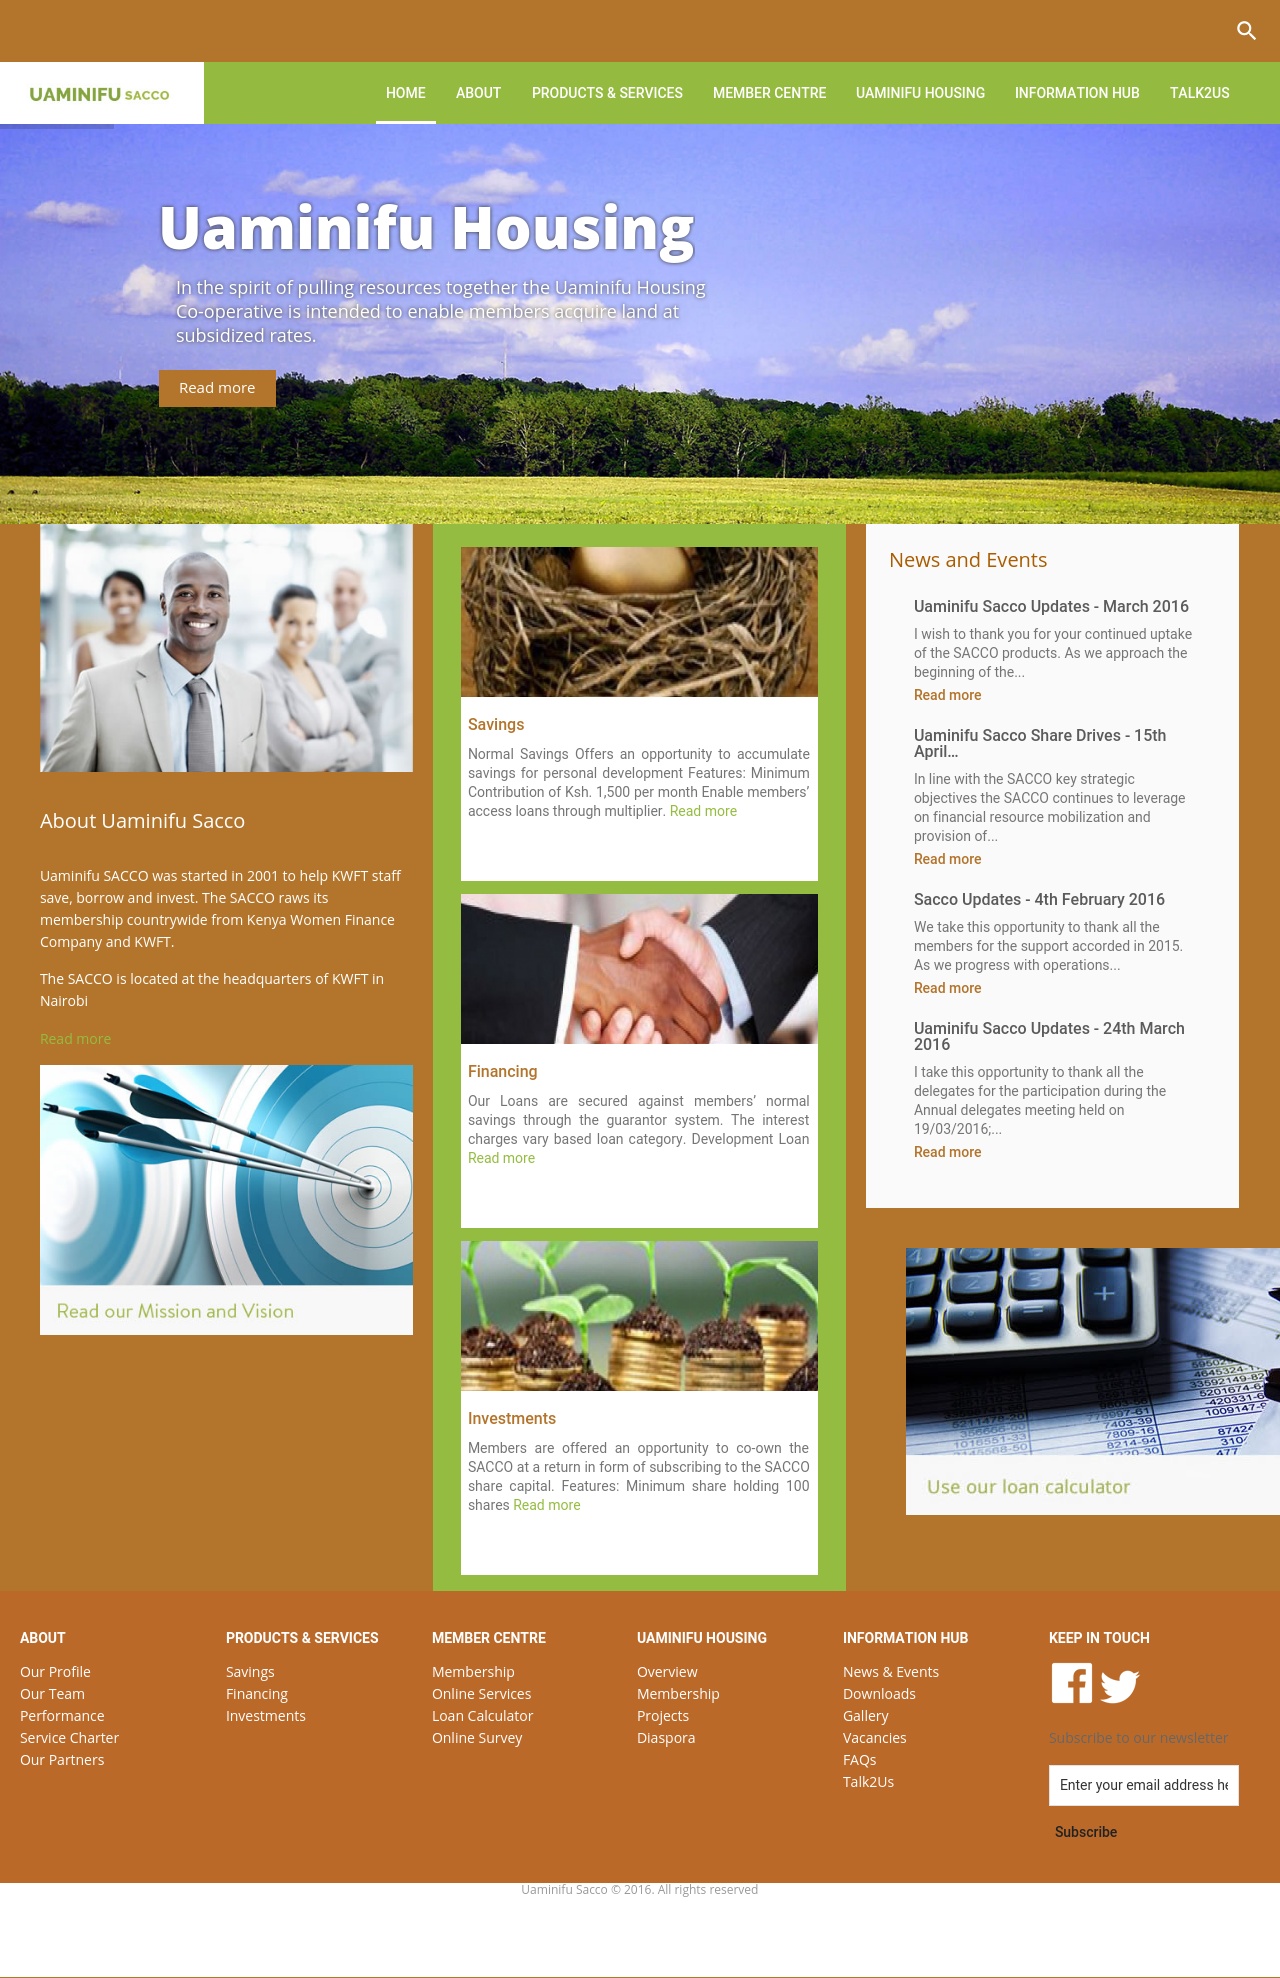 UAMINIFU SACCO
HOME ABOUT PRODUCTS & SERVICES MEMBER CENTRE UAMINIFU HOUSING INFORMATION HUB TALK2US
Uaminifu Housing
In the spirit of pulling resources together the Uaminifu Housing
Co-operative is intended to enable members acquire land at
subsidized rates.
Read more
About Uaminifu Sacco
Uaminifu SACCO was started in 2001 to help KWFT staff
save, borrow and invest. The SACCO raws its
membership countrywide from Kenya Women Finance
Company and KWFT.
The SACCO is located at the headquarters of KWFT in
Nairobi
Read more
Read our Mission and Vision
Savings
Normal Savings Offers an opportunity to accumulate
savings for personal development Features: Minimum
Contribution of Ksh. 1,500 per month Enable members’
access loans through multiplier. Read more
Financing
Our Loans are secured against members’ normal
savings through the guarantor system. The interest
charges vary based loan category. Development Loan
Read more
Investments
Members are offered an opportunity to co-own the
SACCO at a return in form of subscribing to the SACCO
share capital. Features: Minimum share holding 100
shares Read more
News and Events
Uaminifu Sacco Updates - March 2016
I wish to thank you for your continued uptake
of the SACCO products. As we approach the
beginning of the...
Read more
Uaminifu Sacco Share Drives - 15th
April...
In line with the SACCO key strategic
objectives the SACCO continues to leverage
on financial resource mobilization and
provision of...
Read more
Sacco Updates - 4th February 2016
We take this opportunity to thank all the
members for the support accorded in 2015.
As we progress with operations...
Read more
Uaminifu Sacco Updates - 24th March
2016
I take this opportunity to thank all the
delegates for the participation during the
Annual delegates meeting held on
19/03/2016;...
Read more
Use our loan calculator
ABOUT
Our Profile
Our Team
Performance
Service Charter
Our Partners
PRODUCTS & SERVICES
Savings
Financing
Investments
MEMBER CENTRE
Membership
Online Services
Loan Calculator
Online Survey
UAMINIFU HOUSING
Overview
Membership
Projects
Diaspora
INFORMATION HUB
News & Events
Downloads
Gallery
Vacancies
FAQs
Talk2Us
KEEP IN TOUCH
Subscribe to our newsletter
Enter your email address he
Subscribe
Uaminifu Sacco © 2016. All rights reserved